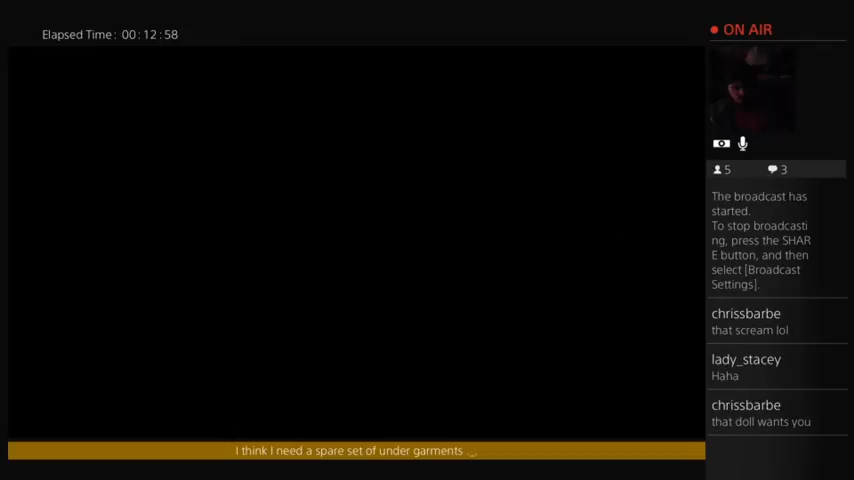 Elapsed Time: 00:12:58
ON AIR
5 3
The broadcast has
started.
To stop broadcasti
ng, press the SHAR
E button, and then
select [Broadcast
Settings].
chrissbarbe
that scream lol
lady_stacey
Haha
chrissbarbe
that doll wants you
I think I need a spare set of under garments ._.